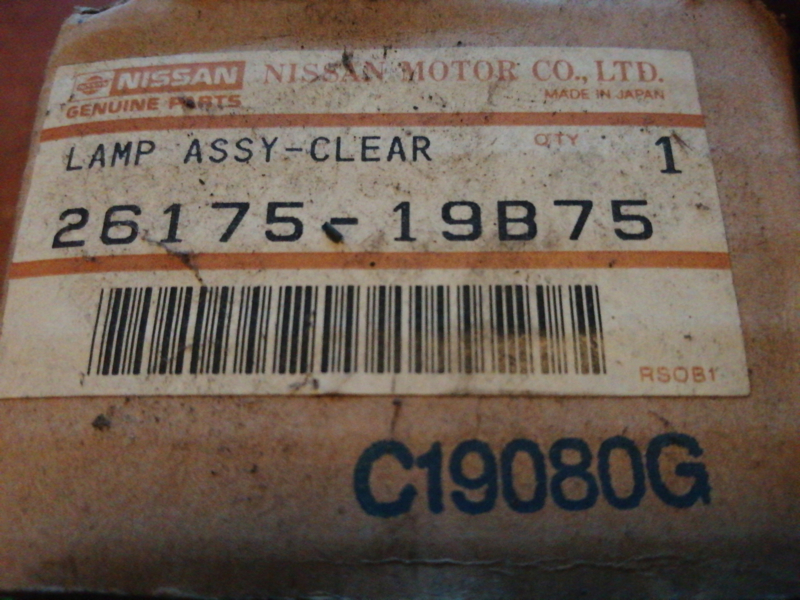 NISSAN NISSAN MOTOR CO., LTD.
GENUINE PARTS MADE IN JAPAN
LAMP ASSY-CLEAR QTY 1
26175-19B75
RSOB1
C19080G